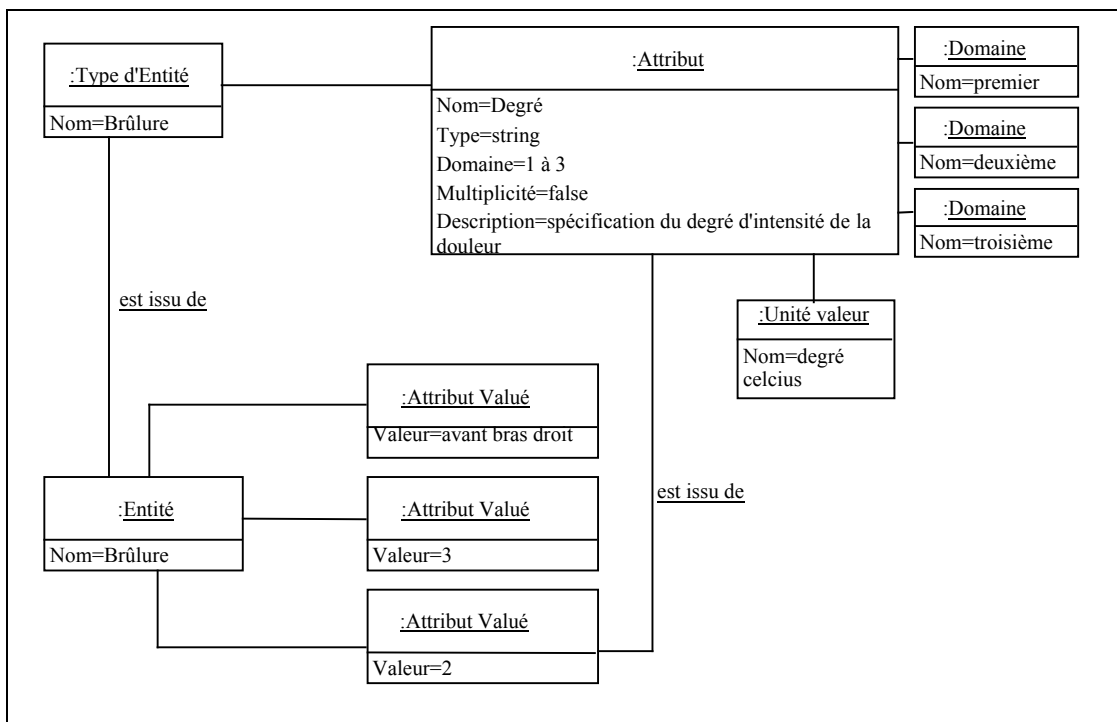 :Type d'Entité
Nom=Brûlure
:Attribut
Nom=Degré
Type=string
Domaine=1 à 3
Multiplicité=false
Description=spécification du degré d'intensité de la
douleur
:Domaine
Nom=premier
:Domaine
Nom=deuxième
:Domaine
Nom=troisième
est issu de
:Unité valeur
Nom=degré
celcius
:Attribut Valué
Valeur=avant bras droit
:Entité
Nom=Brûlure
:Attribut Valué
Valeur=3
est issu de
:Attribut Valué
Valeur=2